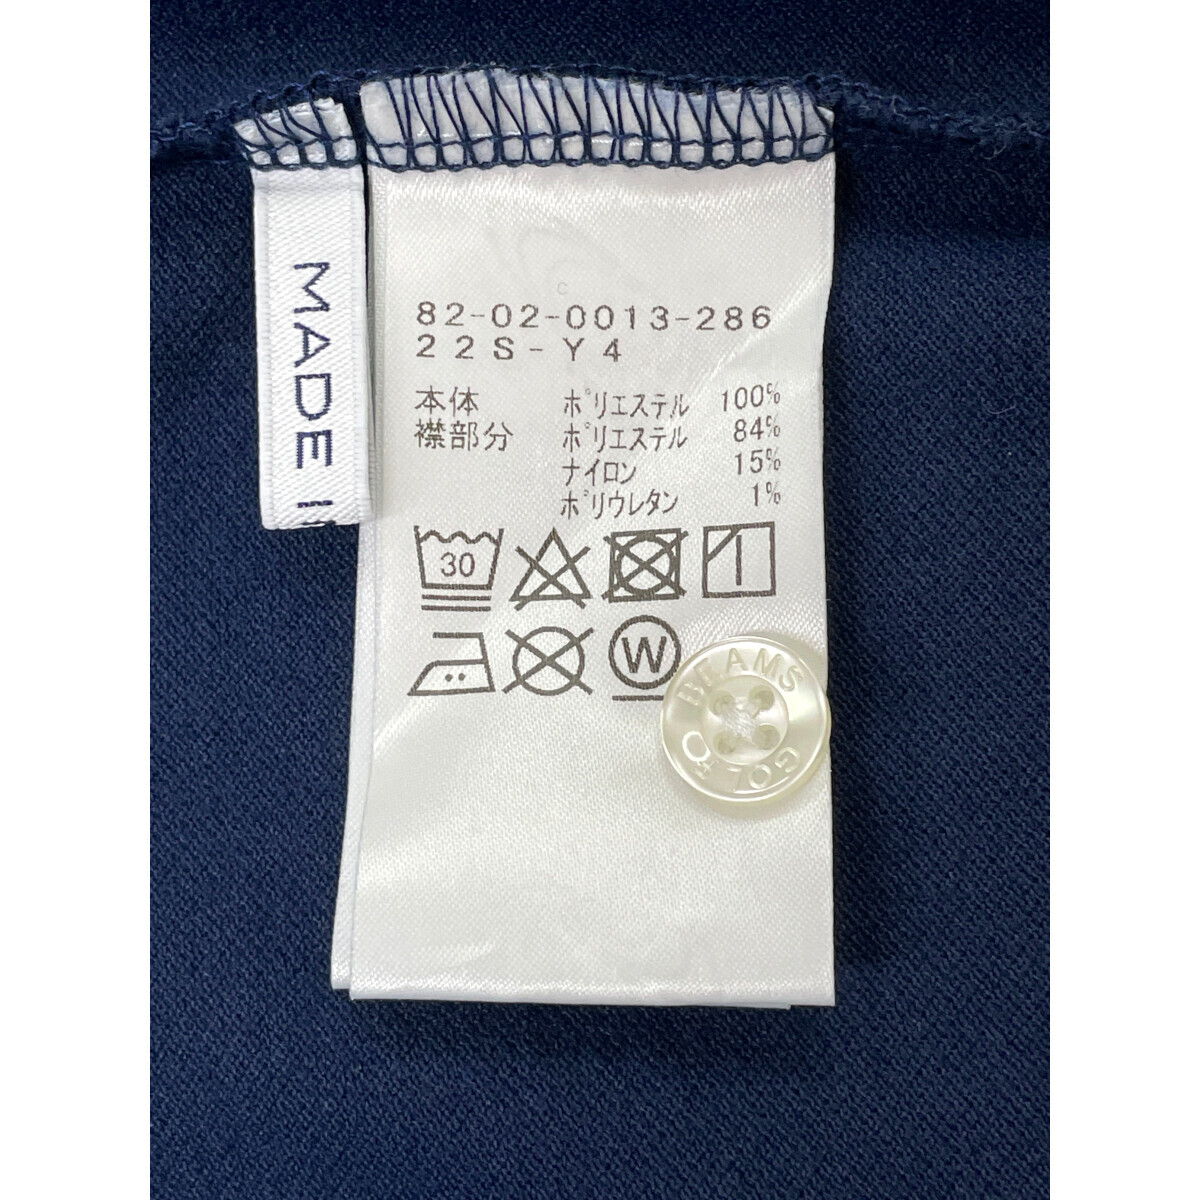 MADE I
82-02-0013-286
22S-Y4
本体 ポリエステル 100%
襟部分 ポリエステル 84%
ナイロン 15%
ポリウレタン 1%
30
W
BEAMS
GOLF